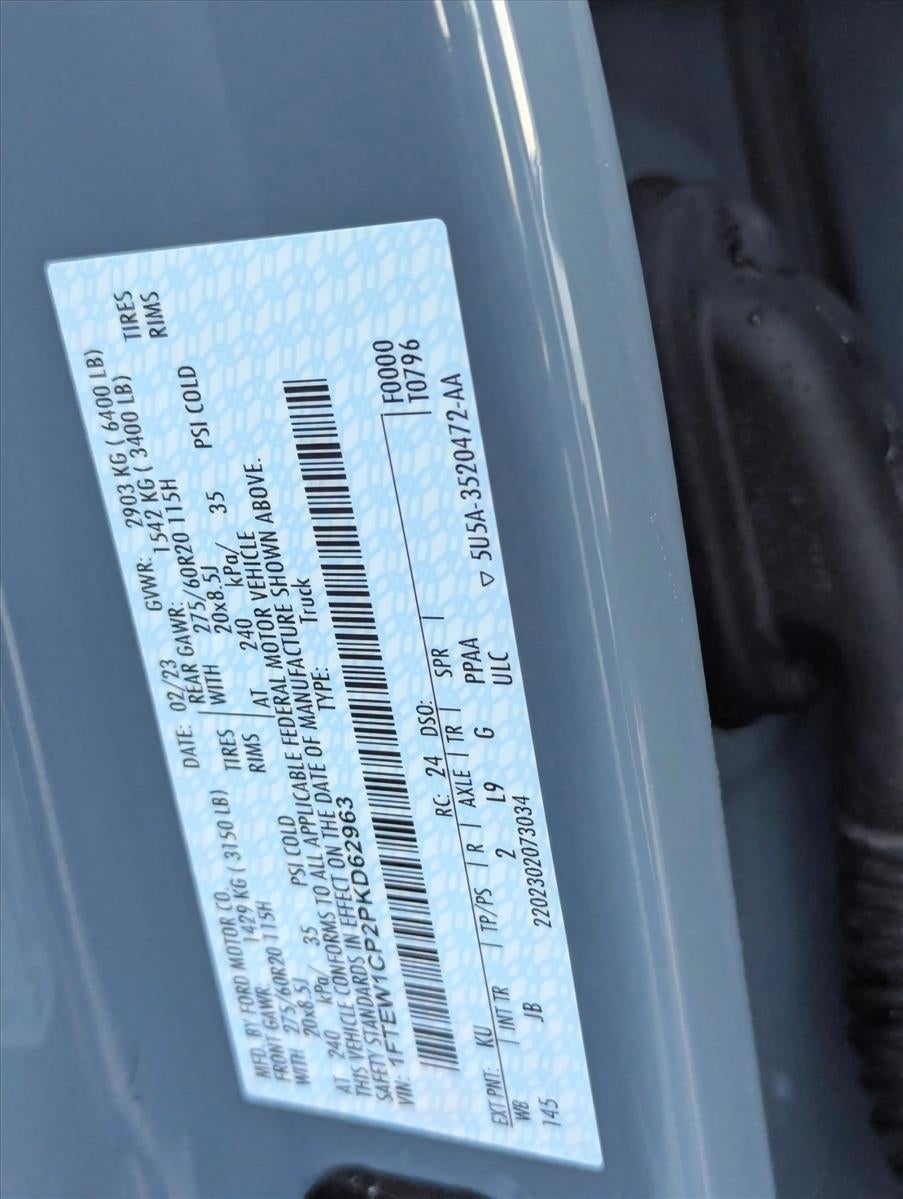 MFD. BY FORD MOTOR CO. DATE: 02/23 GVWR: 2903 KG ( 6400 LB)
FRONT GAWR: 1429 KG ( 3150 LB) REAR GAWR: 1542 KG ( 3400 LB)
WITH 275/60R20 115H TIRES WITH 275/60R20 115H TIRES
20x8.5J RIMS 20x8.5J RIMS
AT 240 kPa/ 35 PSI COLD AT 240 kPa/ 35 PSI COLD
THIS VEHICLE CONFORMS TO ALL APPLICABLE FEDERAL MOTOR VEHICLE
SAFETY STANDARDS IN EFFECT ON THE DATE OF MANUFACTURE SHOWN ABOVE.
VIN: 1FTEW1CP2PKD62963 TYPE: Truck
F0000
EXT PNT: KU RC: 24 DSO: T0796
WB INT TR TP/PS R AXLE TR SPR
145 JB 2 L9 G PPAA ▽ 5U5A-3520472-AA
2202302073034 ULC